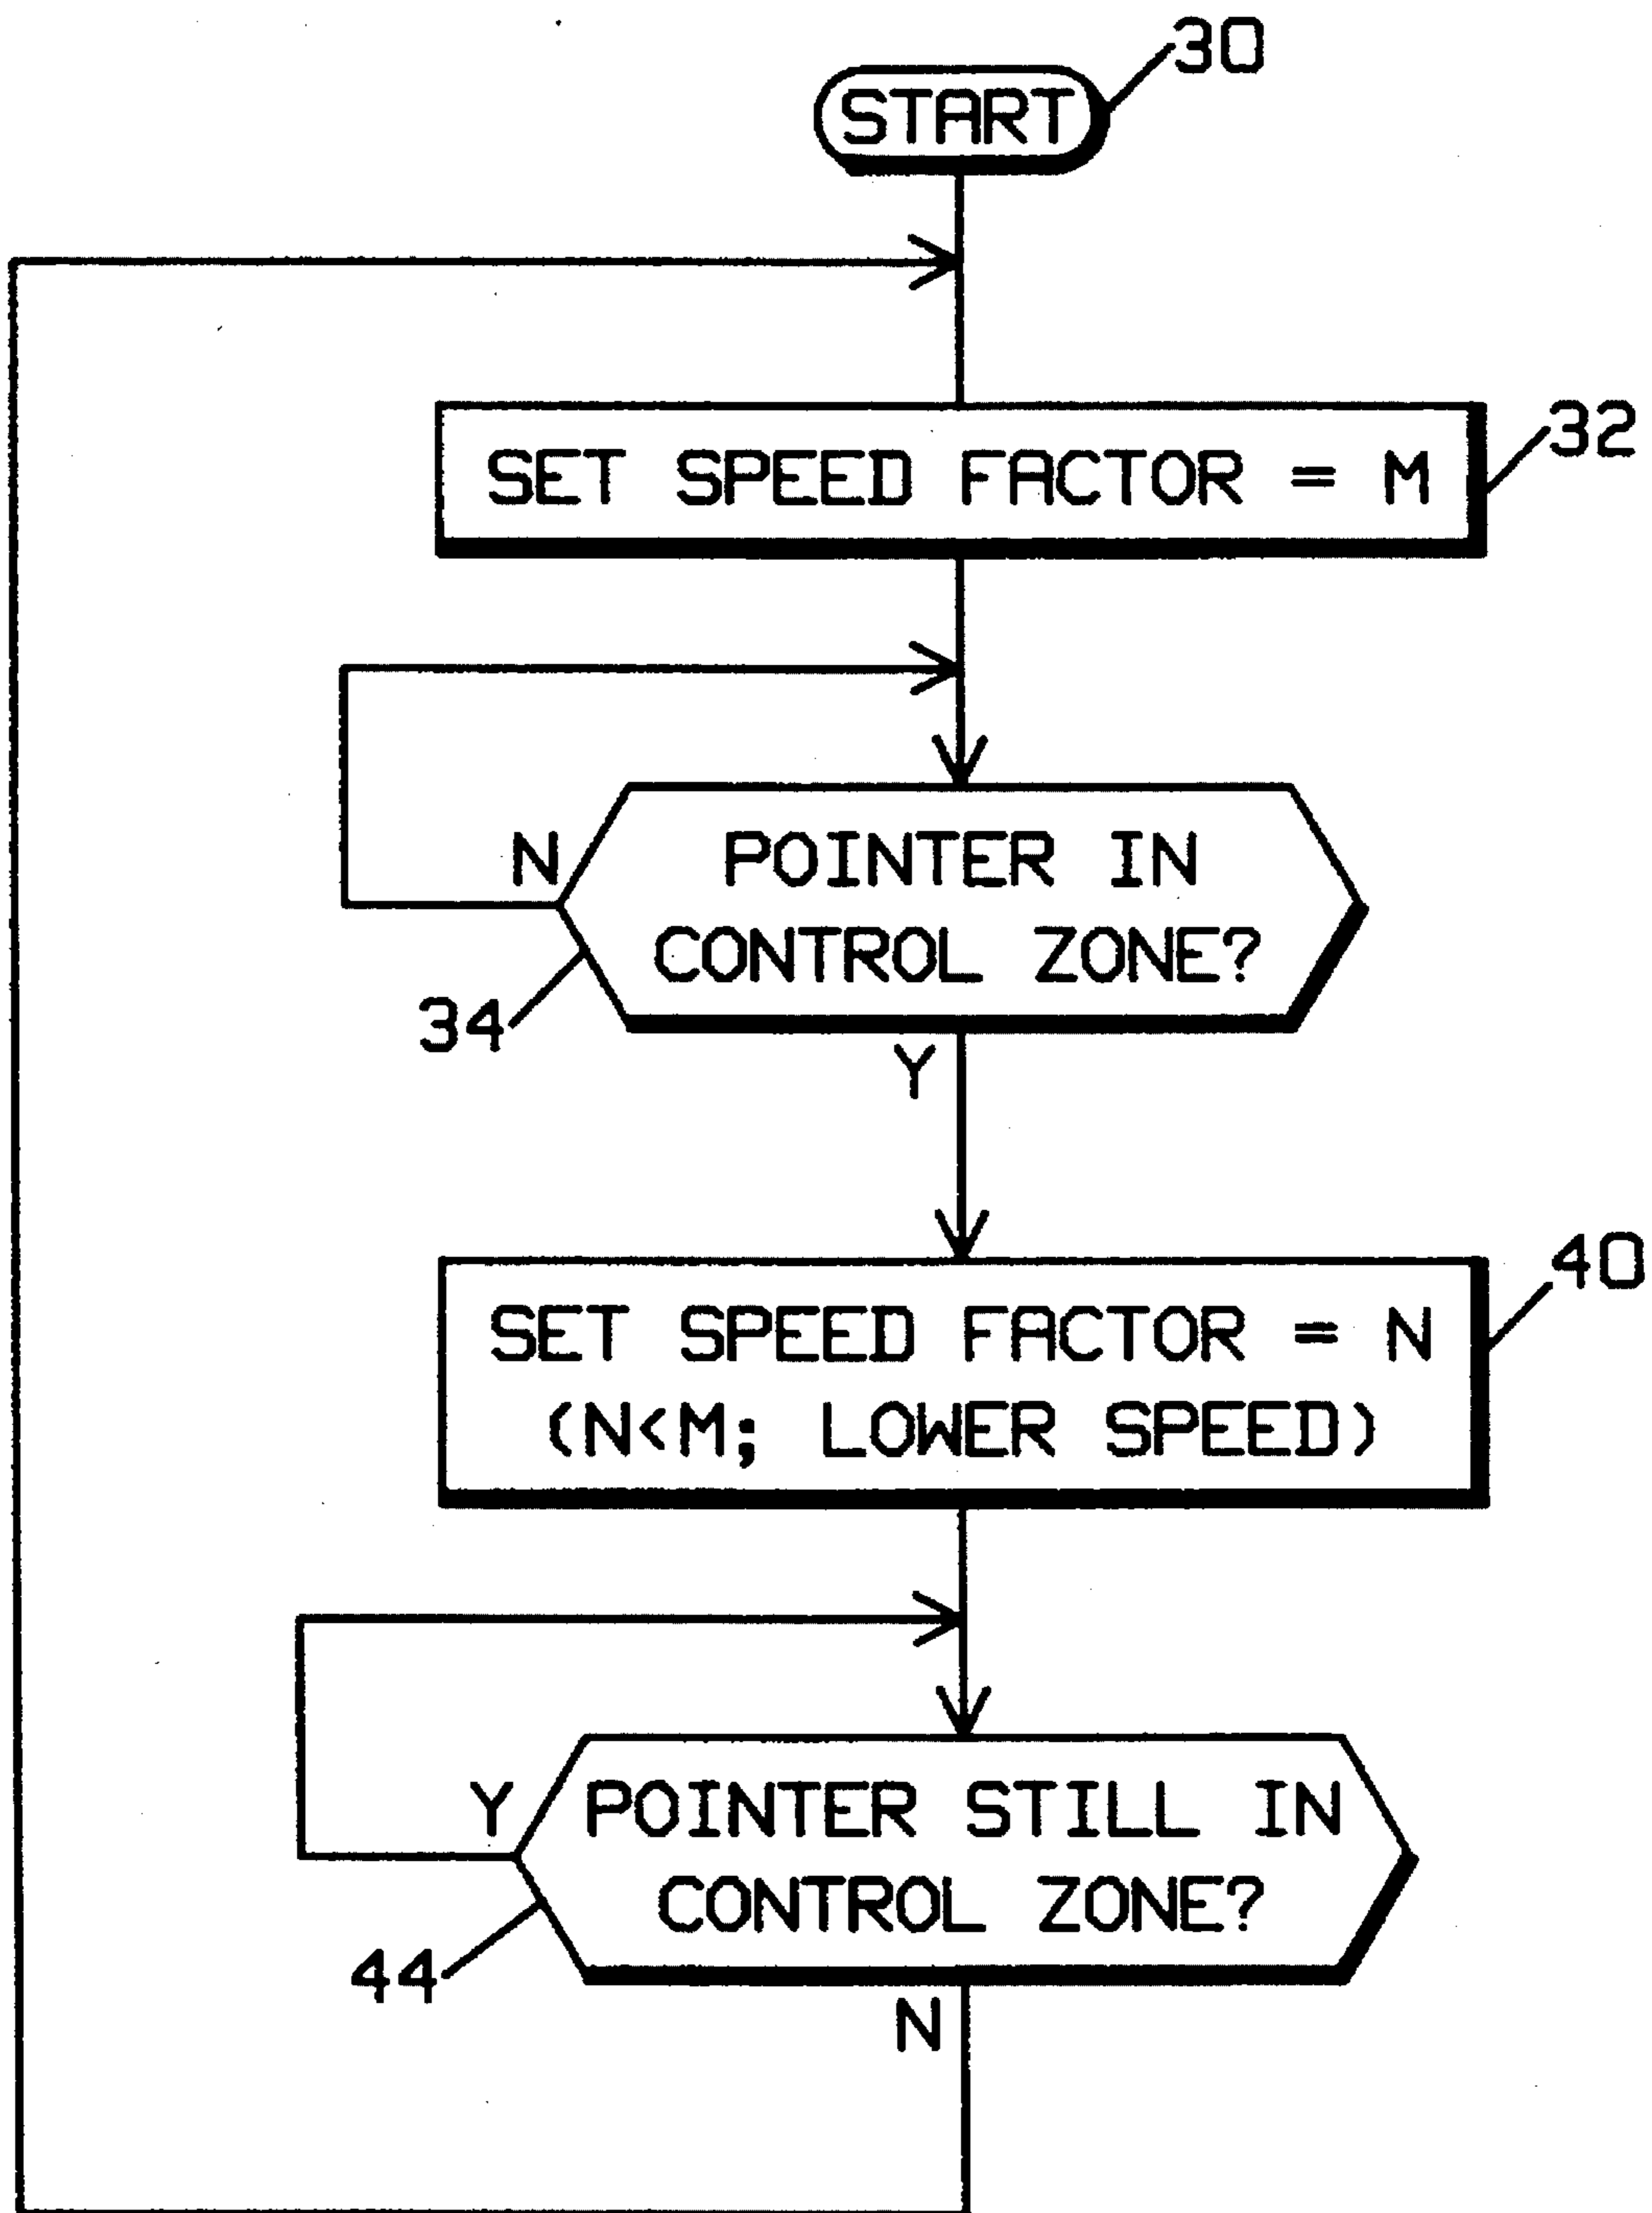 30
START
32
SET SPEED FACTOR = M
N
POINTER IN
CONTROL ZONE?
34
Y
40
SET SPEED FACTOR = N
(N<M; LOWER SPEED)
Y
POINTER STILL IN
CONTROL ZONE?
44
N